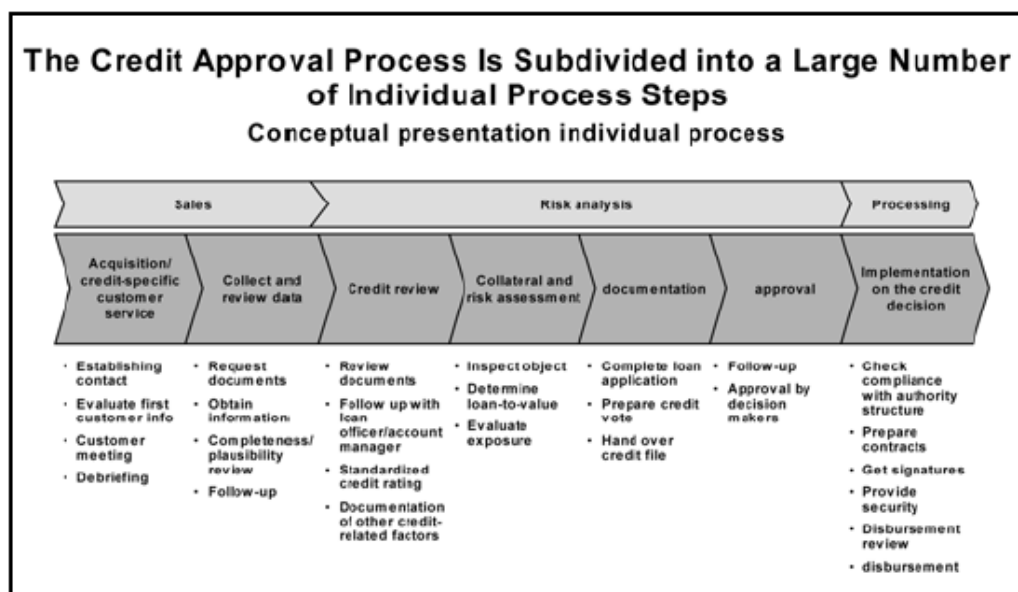 The Credit Approval Process Is Subdivided into a Large Number
of Individual Process Steps
Conceptual presentation individual process
Sales
Risk analysis
Processing
Acquisition/
credit-specific
customer
service
Collect and
review data
Credit review
Collateral and
risk assessment
documentation
approval
Implementation
on the credit
decision
• Establishing
contact
• Evaluate first
customer info
• Customer
meeting
• Debriefing
• Request
documents
• Obtain
information
• Completeness/
plausibility
review
• Follow-up
• Review
documents
• Follow up with
loan
officer/account
manager
• Standardized
credit rating
• Documentation
of other credit-
related factors
• Inspect object
• Determine
loan-to-value
• Evaluate
exposure
• Complete loan
application
• Prepare credit
vote
• Hand over
credit file
• Follow-up
• Approval by
decision
makers
• Check
compliance
with authority
structure
• Prepare
contracts
• Get signatures
• Provide
security
• Disbursement
review
• disbursement